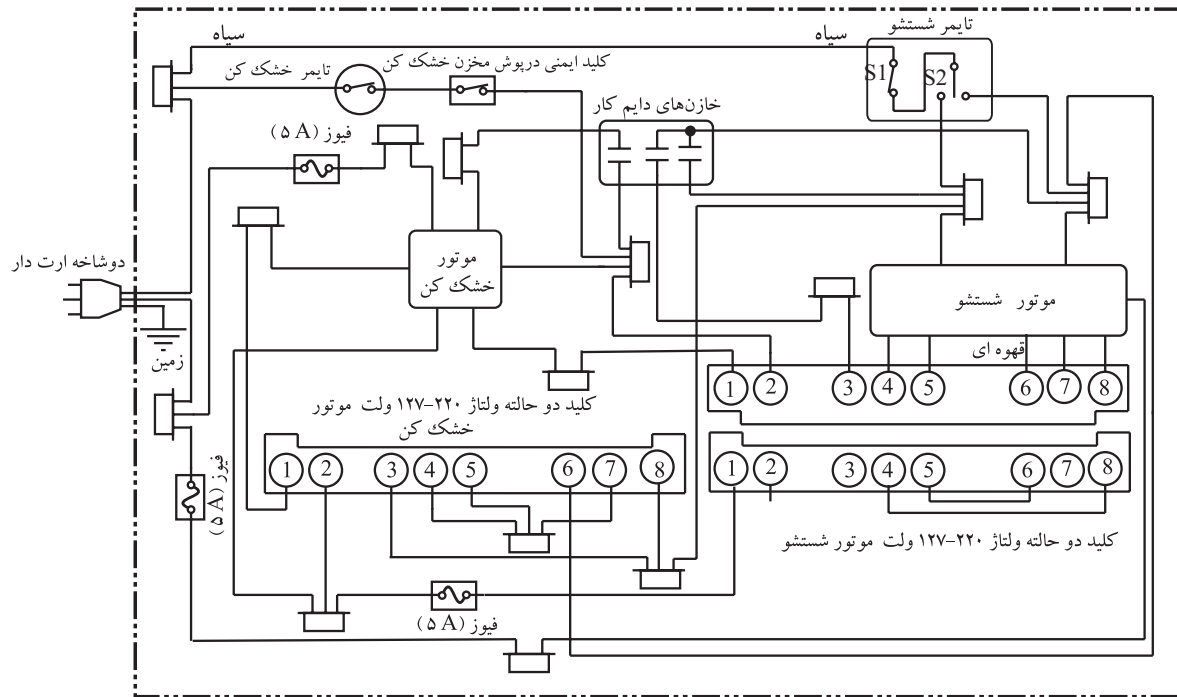 تایمر شستشو
سیاه
سیاه
S1
S2
کلید ایمنی درپوش مخزن خشک کن
تایمر خشک کن
خازن‌های دایم کار
فیوز (۵ A)
دوشاخه ارت دار
زمین
موتور
خشک کن
موتور شستشو
قهوه ای
1 2 3 4 5 6 7 8
کلید دو حالته ولتاژ ۲۲۰-۱۲۷ ولت موتور
خشک کن
1 2 3 4 5 6 7 8
1 2 3 4 5 6 7 8
فیوز (۵ A)
کلید دو حالته ولتاژ ۲۲۰-۱۲۷ ولت موتور شستشو
فیوز (۵ A)